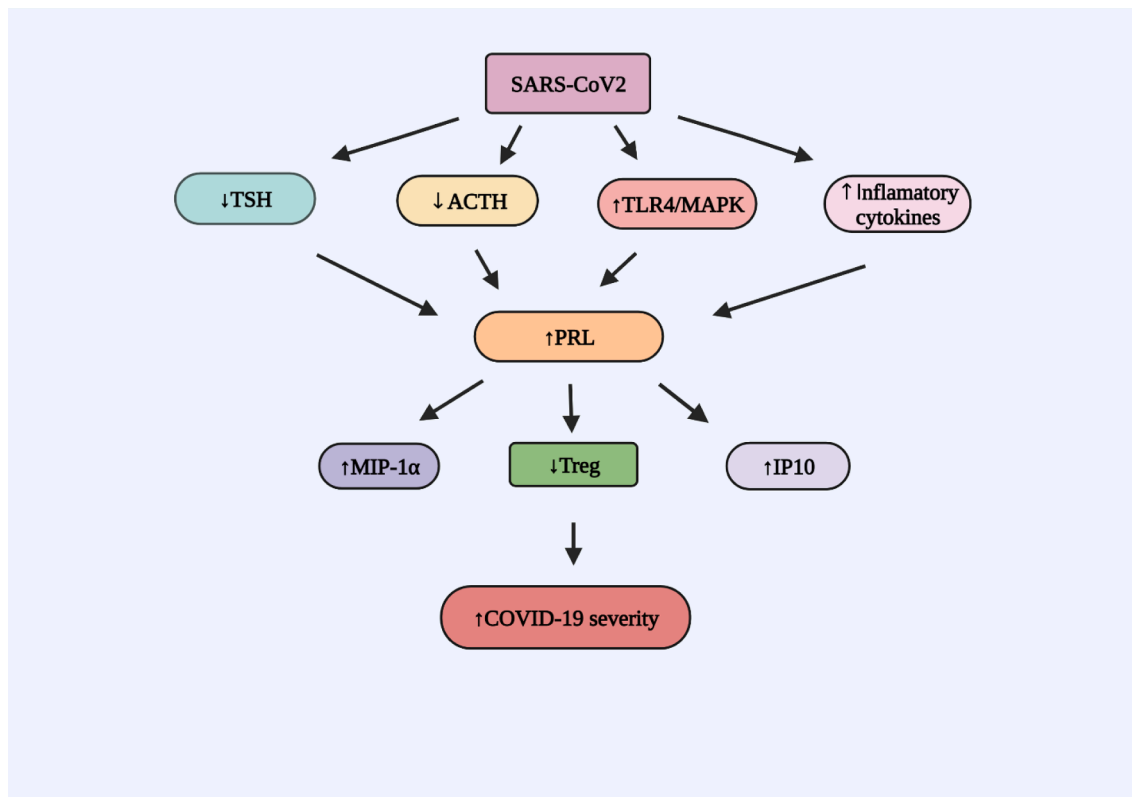 SARS-CoV2
↓TSH
↓ACTH
↑TLR4/MAPK
↑Inflamatory
cytokines
↑PRL
↑MIP-1α
↓Treg
↑IP10
↑COVID-19 severity